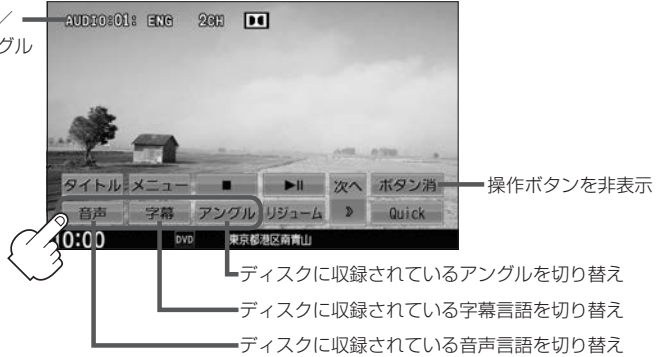 ／
グル
AUDIO:01: ENG 2CH
タイトル メニュー ■ ▶II 次へ ボタン消
音声 字幕 アングル リジューム Quick
0:00 DVD 東京都港区南青山
操作ボタンを非表示
ディスクに収録されているアングルを切り替え
ディスクに収録されている字幕言語を切り替え
ディスクに収録されている音声言語を切り替え